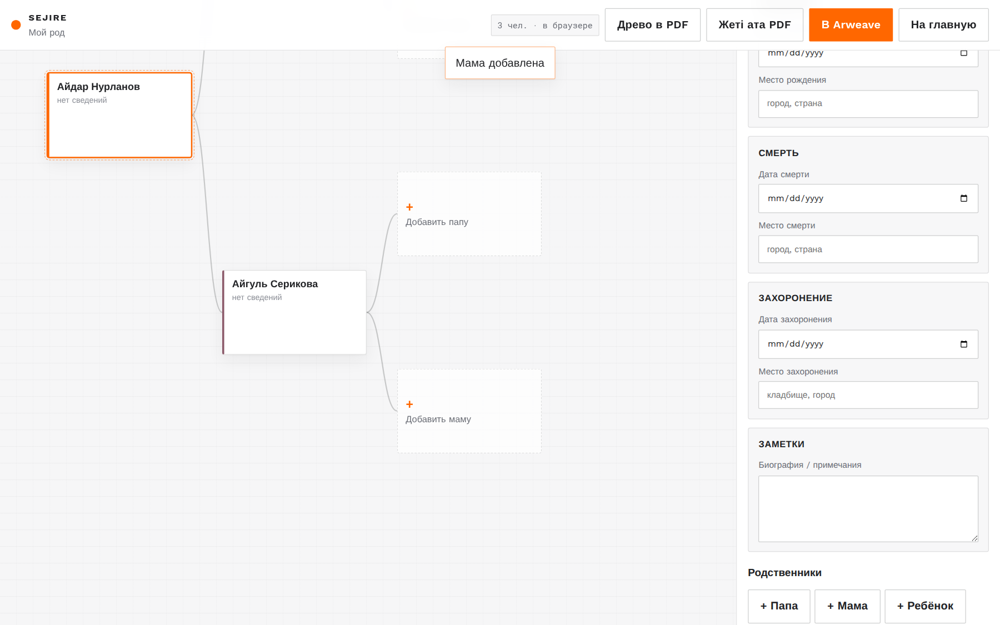 SEJIRE
Мой род
3 чел. · в браузере
Древо в PDF
Жеті ата PDF
В Arweave
На главную
Мама добавлена
Айдар Нурланов
нет сведений
+
Добавить папу
Айгуль Серикова
нет сведений
+
Добавить маму
mm/dd/yyyy
Место рождения
город, страна
СМЕРТЬ
Дата смерти
mm/dd/yyyy
Место смерти
город, страна
ЗАХОРОНЕНИЕ
Дата захоронения
mm/dd/yyyy
Место захоронения
кладбище, город
ЗАМЕТКИ
Биография / примечания
Родственники
+ Папа
+ Мама
+ Ребёнок